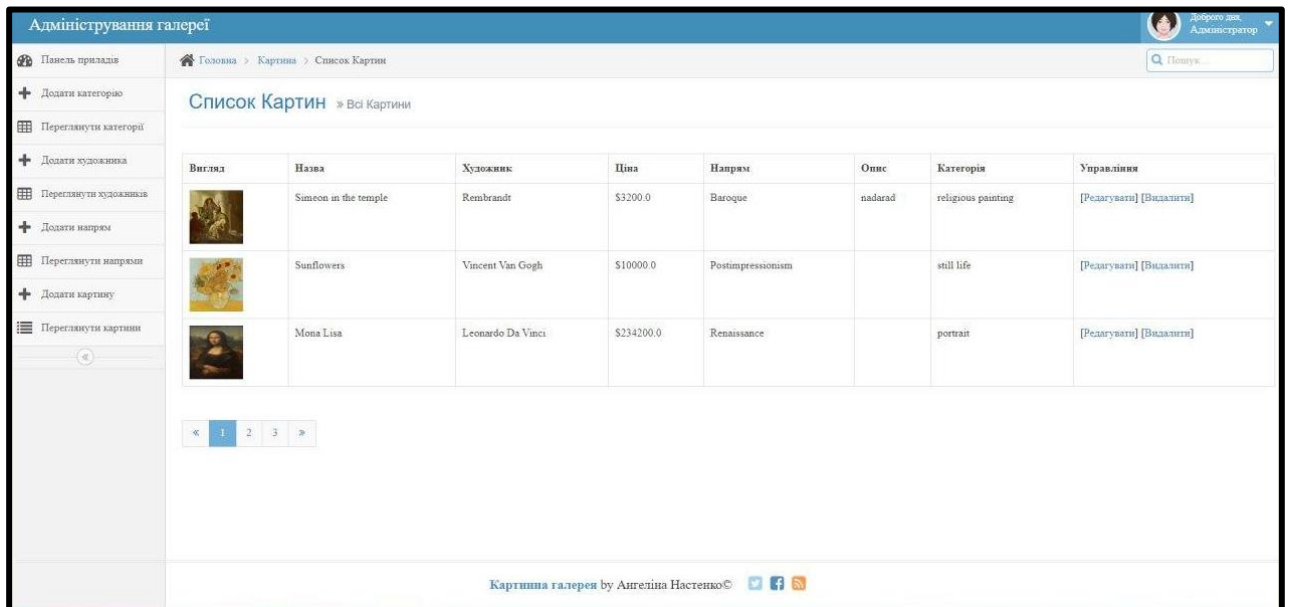 Адміністрування галереї
Доброго дня,
Адміністратор
Панель приладів
Головна > Картина > Список Картин
Пошук...
Додати категорію
Переглянути категорії
Додати художника
Переглянути художників
Додати напрям
Переглянути напрями
Додати картину
Переглянути картини
Список Картин » Всі Картини
Вигляд Назва Художник Ціна Напрям Опис Категорія Управління
Simeon in the temple Rembrandt $3200.0 Baroque nadarad religious painting [Редагувати] [Видалити]
Sunflowers Vincent Van Gogh $10000.0 Postimpressionism still life [Редагувати] [Видалити]
Mona Lisa Leonardo Da Vinci $234200.0 Renaissance portrait [Редагувати] [Видалити]
« 1 2 3 »
Картинна галерея by Ангеліна Настенко©